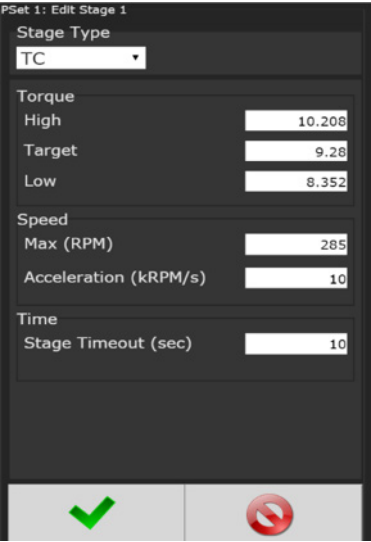 PSet 1: Edit Stage 1
Stage Type
TC
Torque
High 10.208
Target 9.28
Low 8.352
Speed
Max (RPM) 285
Acceleration (kRPM/s) 10
Time
Stage Timeout (sec) 10